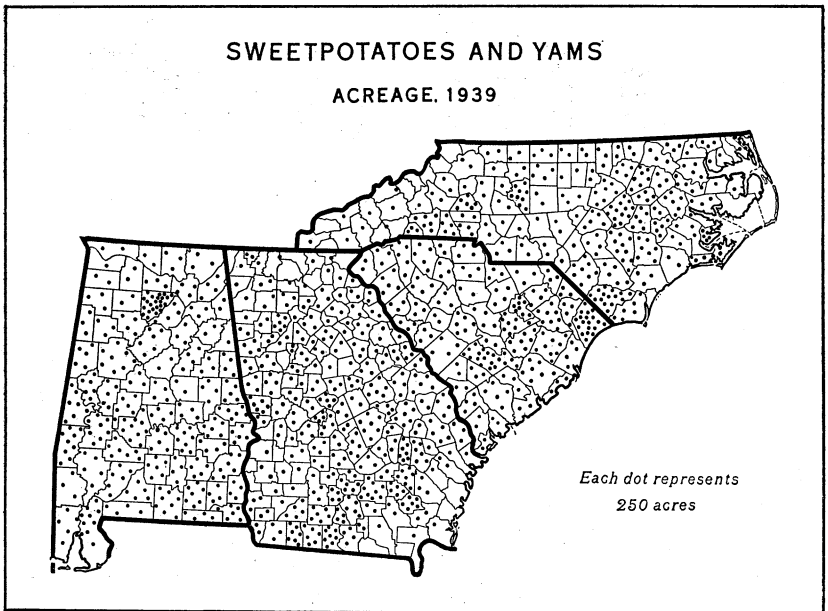 SWEETPOTATOES AND YAMS
ACREAGE, 1939
Each dot represents
250 acres